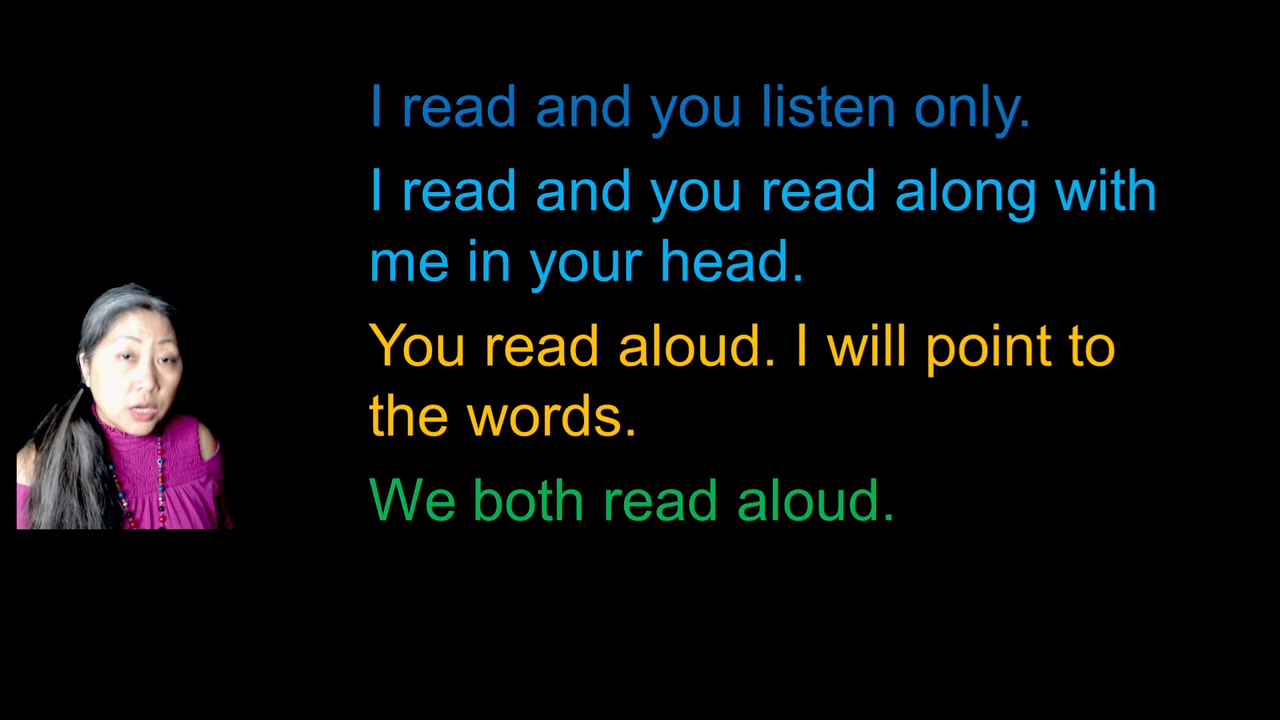 I read and you listen only.
I read and you read along with
me in your head.
You read aloud. I will point to
the words.
We both read aloud.